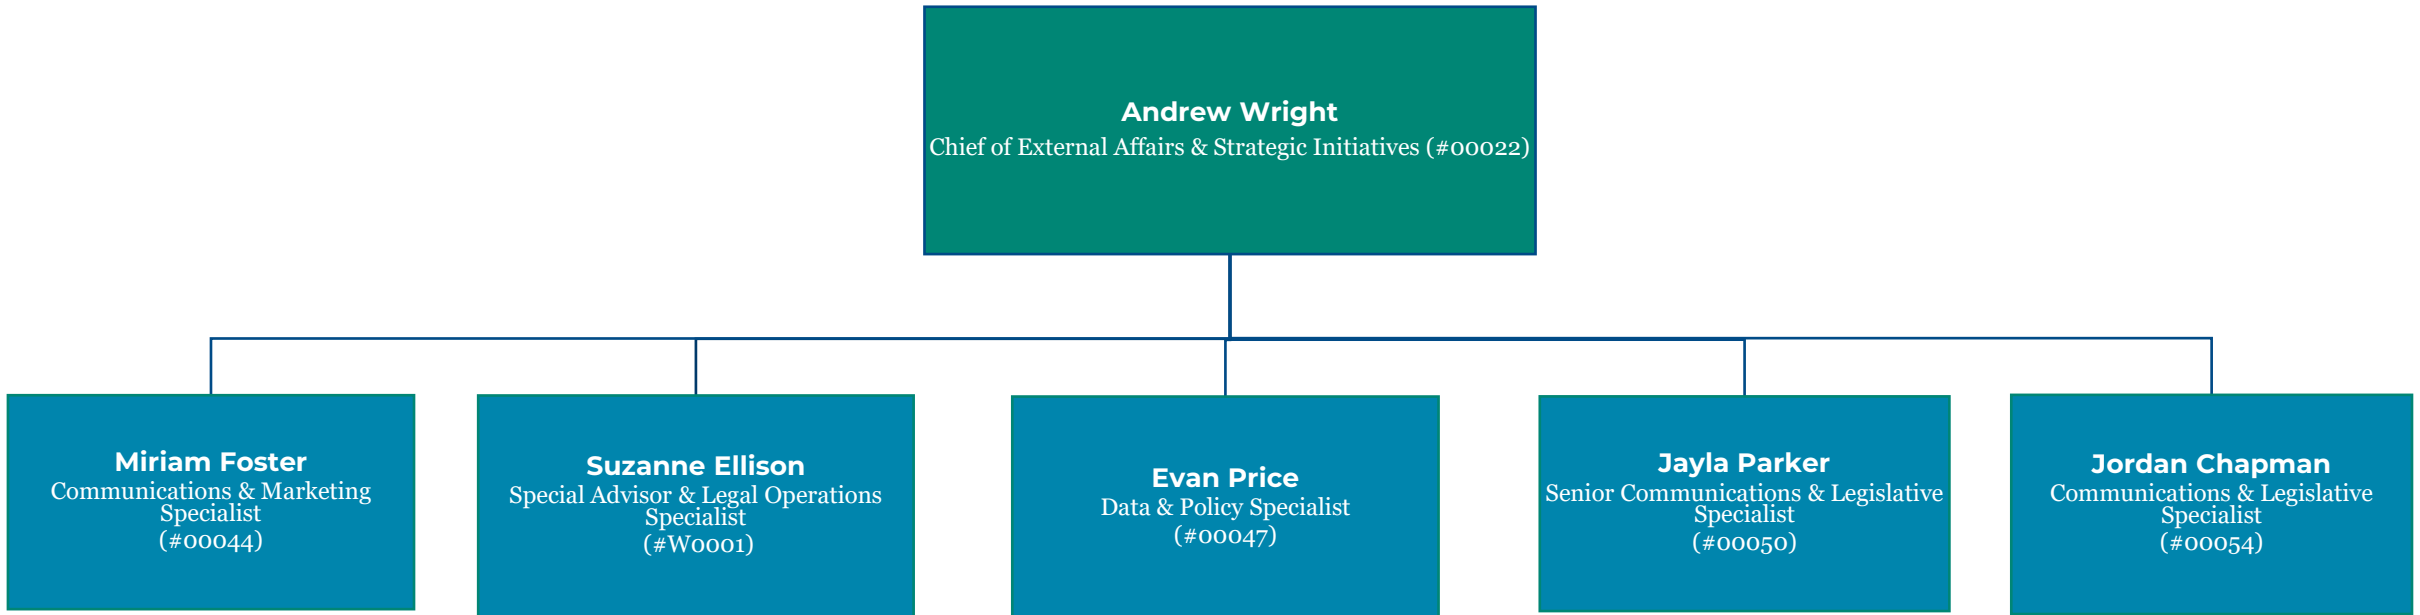 Andrew Wright
Chief of External Affairs & Strategic Initiatives (#00022)
Miriam Foster
Communications & Marketing
Specialist
(#00044)
Suzanne Ellison
Special Advisor & Legal Operations
Specialist
(#W0001)
Evan Price
Data & Policy Specialist
(#00047)
Jayla Parker
Senior Communications & Legislative
Specialist
(#00050)
Jordan Chapman
Communications & Legislative
Specialist
(#00054)